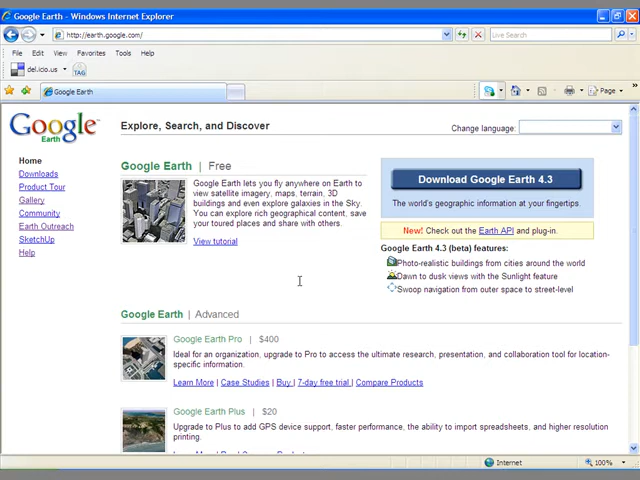 Google Earth - Windows Internet Explorer
http://earth.google.com/
Live Search
File Edit View Favorites Tools Help
del.icio.us TAG
Google Earth
Page
Google
Earth
Explore, Search, and Discover
Change language:
Home
Downloads
Product Tour
Gallery
Community
Earth Outreach
SketchUp
Help
Google Earth | Free
Google Earth lets you fly anywhere on Earth to
view satellite imagery, maps, terrain, 3D
buildings and even explore galaxies in the Sky.
You can explore rich geographical content, save
your toured places and share with others.
View tutorial
Download Google Earth 4.3
The world's geographic information at your fingertips.
New! Check out the Earth API and plug-in.
Google Earth 4.3 (beta) features:
Photo-realistic buildings from cities around the world
Dawn to dusk views with the Sunlight feature
Swoop navigation from outer space to street-level
Google Earth | Advanced
Google Earth Pro | $400
Ideal for an organization, upgrade to Pro to access the ultimate research, presentation, and collaboration tool for location-
specific information.
Learn More | Case Studies | Buy | 7-day free trial | Compare Products
Google Earth Plus | $20
Upgrade to Plus to add GPS device support, faster performance, the ability to import spreadsheets, and higher resolution
printing.
Internet
100%